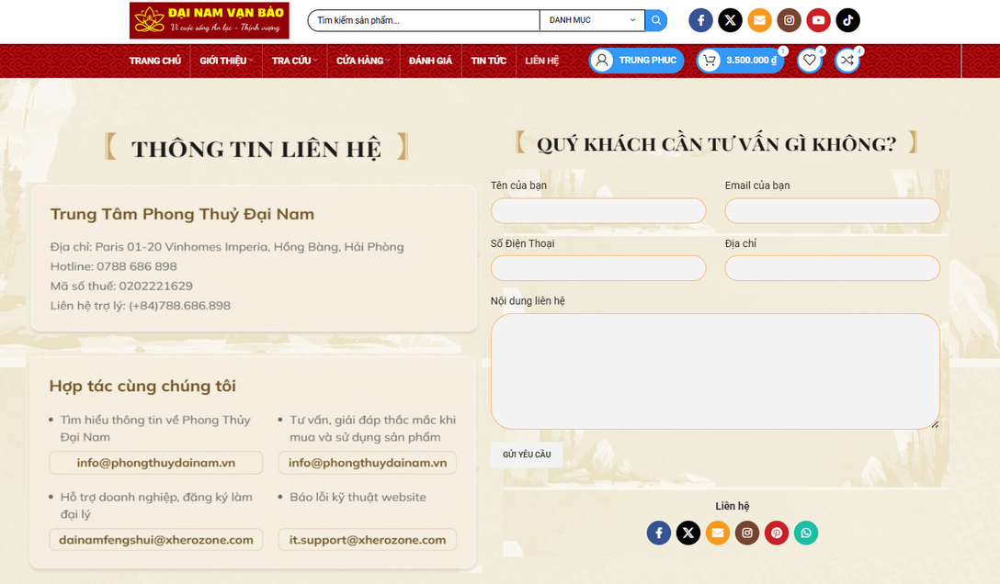 ĐẠI NAM VẠN BẢO
Vì cuộc sống An lạc - Thịnh vượng
Tìm kiếm sản phẩm...
DANH MỤC
TRANG CHỦ
GIỚI THIỆU
TRA CỨU
CỬA HÀNG
ĐÁNH GIÁ
TIN TỨC
LIÊN HỆ
TRUNG PHUC
3.500.000 ₫
1
4
4
THÔNG TIN LIÊN HỆ
Trung Tâm Phong Thuỷ Đại Nam
Địa chỉ: Paris 01-20 Vinhomes Imperia, Hồng Bàng, Hải Phòng
Hotline: 0788 686 898
Mã số thuế: 0202221629
Liên hệ trợ lý: (+84)788.686.898
Hợp tác cùng chúng tôi
Tìm hiểu thông tin về Phong Thủy
Đại Nam
info@phongthuydainam.vn
Tư vấn, giải đáp thắc mắc khi
mua và sử dụng sản phẩm
info@phongthuydainam.vn
Hỗ trợ doanh nghiệp, đăng ký làm
đại lý
dainamfengshui@xherozone.com
Báo lỗi kỹ thuật website
it.support@xherozone.com
QUÝ KHÁCH CẦN TƯ VẤN GÌ KHÔNG?
Tên của bạn
Email của bạn
Số Điện Thoại
Địa chỉ
Nội dung liên hệ
GỬI YÊU CẦU
Liên hệ